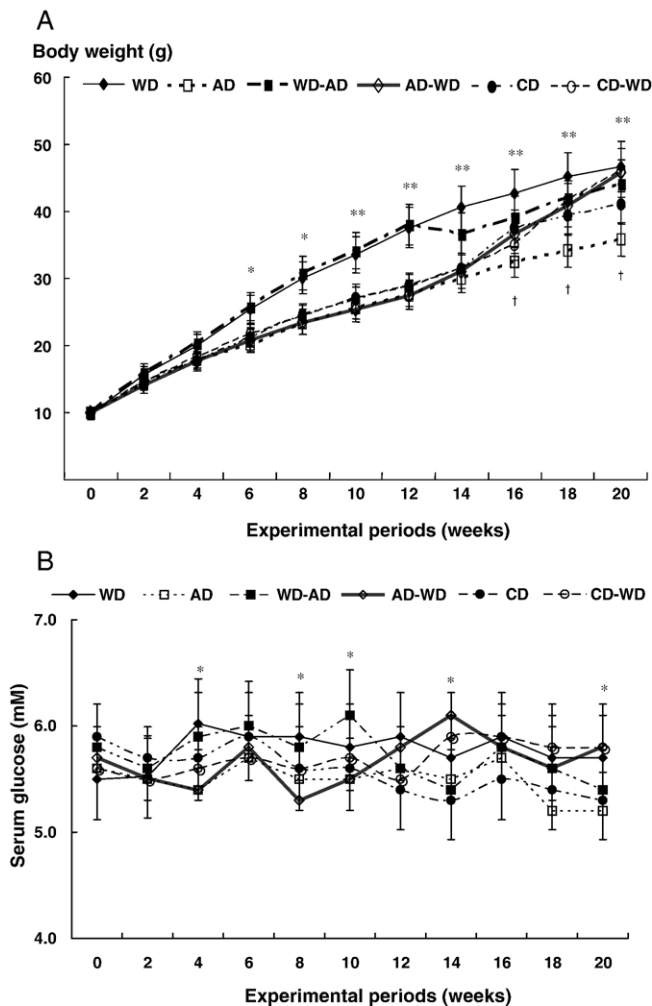 A
Body weight (g)
60
WD AD WD-AD AD-WD CD CD-WD
50
40
30
20
10
* * ** ** ** ** ** ** **
† † †
0 2 4 6 8 10 12 14 16 18 20
Experimental periods (weeks)
B
WD AD WD-AD AD-WD CD CD-WD
7.0
6.0
5.0
4.0
Serum glucose (mM)
* * * * *
0 2 4 6 8 10 12 14 16 18 20
Experimental periods (weeks)